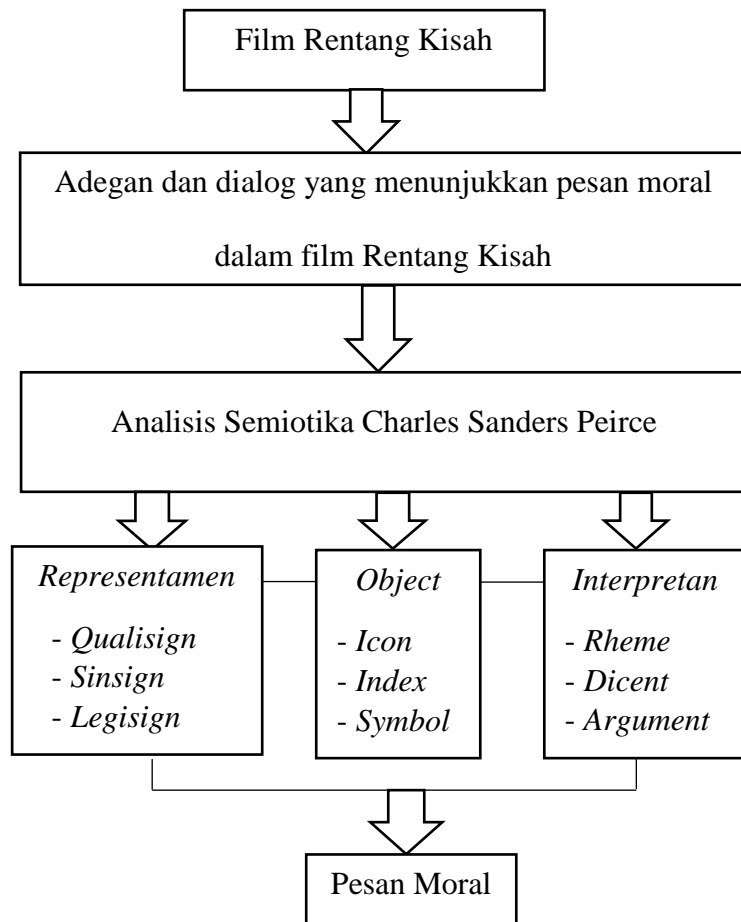 Film Rentang Kisah
Adegan dan dialog yang menunjukkan pesan moral
dalam film Rentang Kisah
Analisis Semiotika Charles Sanders Peirce
Representamen
- Qualisign
- Sinsign
- Legisign
Object
- Icon
- Index
- Symbol
Interpretan
- Rheme
- Dicent
- Argument
Pesan Moral